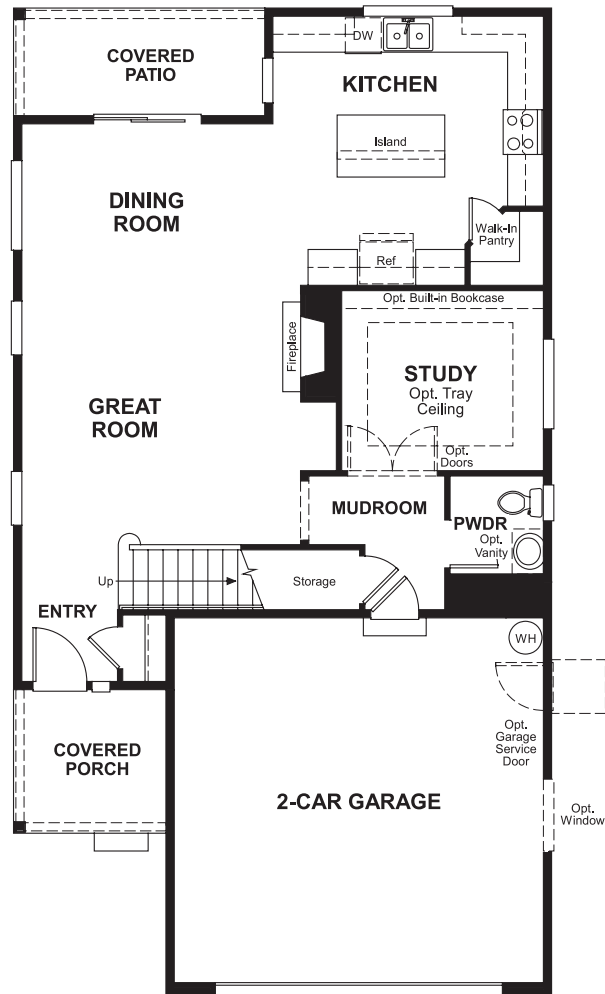 DW
COVERED
PATIO
KITCHEN
Island
DINING
ROOM
Walk-In
Pantry
Ref
Opt. Built-in Bookcase
Fireplace
STUDY
Opt. Tray
Ceiling
GREAT
ROOM
Opt.
Doors
MUDROOM
PWDR
Opt.
Vanity
Up
Storage
ENTRY
WH
Opt.
Garage
Service
Door
COVERED
PORCH
2-CAR GARAGE
Opt.
Window